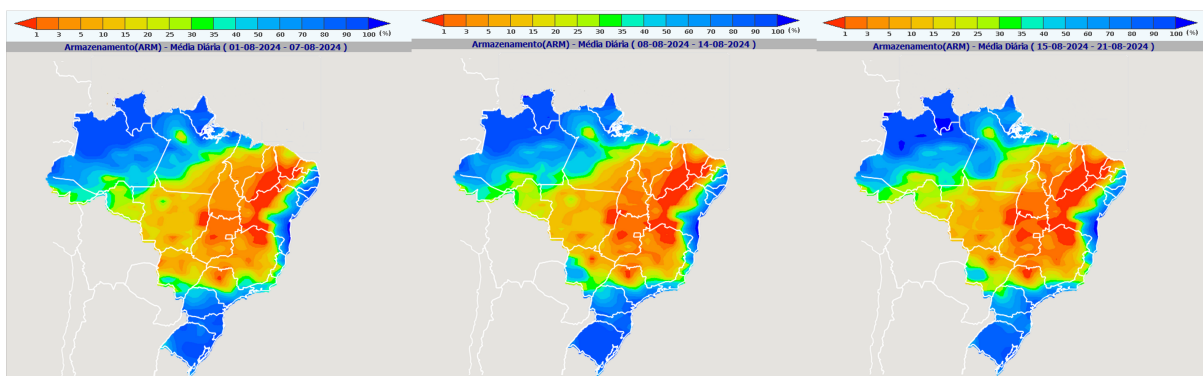 1 3 5 10 15 20 25 30 35 40 50 60 70 80 90 100 (%)
Armazenamento(ARM) - Média Diária ( 01-08-2024 - 07-08-2024 )
1 3 5 10 15 20 25 30 35 40 50 60 70 80 90 100 (%)
Armazenamento(ARM) - Média Diária ( 08-08-2024 - 14-08-2024 )
1 3 5 10 15 20 25 30 35 40 50 60 70 80 90 100 (%)
Armazenamento(ARM) - Média Diária ( 15-08-2024 - 21-08-2024 )